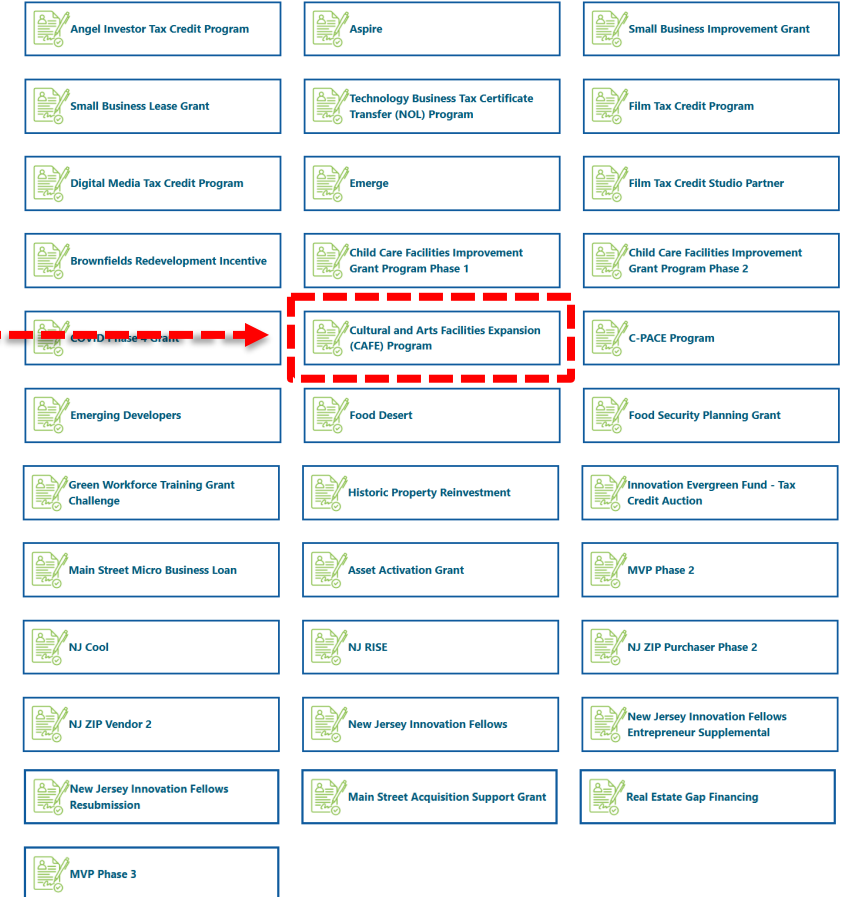 Angel Investor Tax Credit Program
Aspire
Small Business Improvement Grant
Small Business Lease Grant
Technology Business Tax Certificate
Transfer (NOL) Program
Film Tax Credit Program
Digital Media Tax Credit Program
Emerge
Film Tax Credit Studio Partner
Brownfields Redevelopment Incentive
Child Care Facilities Improvement
Grant Program Phase 1
Child Care Facilities Improvement
Grant Program Phase 2
COVID Phase 4 Grant
Cultural and Arts Facilities Expansion
(CAFE) Program
C-PACE Program
Emerging Developers
Food Desert
Food Security Planning Grant
Green Workforce Training Grant
Challenge
Historic Property Reinvestment
Innovation Evergreen Fund - Tax
Credit Auction
Main Street Micro Business Loan
Asset Activation Grant
MVP Phase 2
NJ Cool
NJ RISE
NJ ZIP Purchaser Phase 2
NJ ZIP Vendor 2
New Jersey Innovation Fellows
New Jersey Innovation Fellows
Entrepreneur Supplemental
New Jersey Innovation Fellows
Resubmission
Main Street Acquisition Support Grant
Real Estate Gap Financing
MVP Phase 3